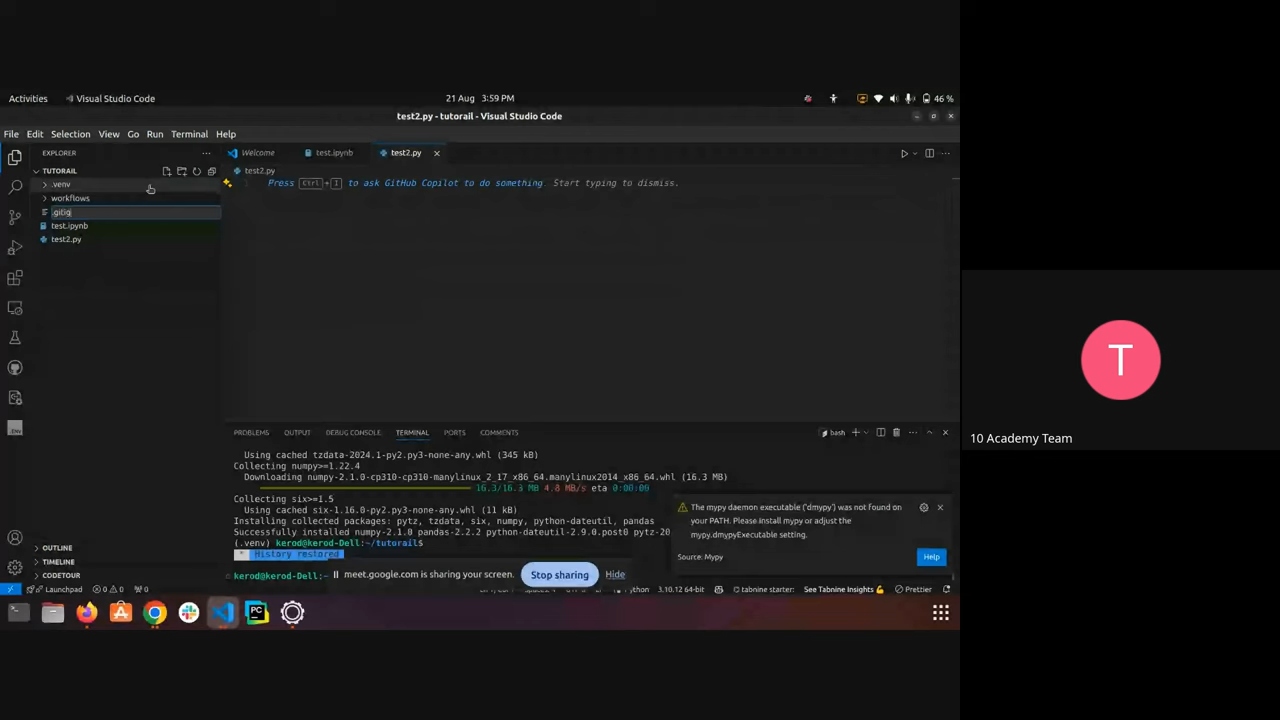 Activities
Visual Studio Code
21 Aug 3:59 PM
46 %
test2.py - tutorail - Visual Studio Code
File Edit Selection View Go Run Terminal Help
EXPLORER
Welcome
test.ipynb
test2.py
TUTORAIL
test2.py
.venv
1 Press Ctrl+I to ask GitHub Copilot to do something. Start typing to dismiss.
workflows
.gitig
test.ipynb
test2.py
T
10 Academy Team
PROBLEMS OUTPUT DEBUG CONSOLE TERMINAL PORTS COMMENTS
bash
Using cached tzdata-2024.1-py2.py3-none-any.whl (345 kB)
Collecting numpy>=1.22.4
Downloading numpy-2.1.0-cp310-cp310-manylinux_2_17_x86_64.manylinux2014_x86_64.whl (16.3 MB)
16.3/16.3 MB 4.8 MB/s eta 0:00:00
Collecting six>=1.5
Using cached six-1.16.0-py2.py3-none-any.whl (11 kB)
Installing collected packages: pytz, tzdata, six, numpy, python-dateutil, pandas
Successfully installed numpy-2.1.0 pandas-2.2.2 python-dateutil-2.9.0.post0 pytz-20
(.venv) kerod@kerod-Dell:~/tutorail$
* History restored
kerod@kerod-Dell:~
The mypy daemon executable ('dmypy') was not found on
your PATH. Please install mypy or adjust the
mypy.dmypyExecutable setting.
Source: Mypy
Help
meet.google.com is sharing your screen.
Stop sharing
Hide
OUTLINE
TIMELINE
CODETOUR
Launchpad
0 0
0
3.10.12 64-bit
tabnine starter:
See Tabnine Insights
Prettier